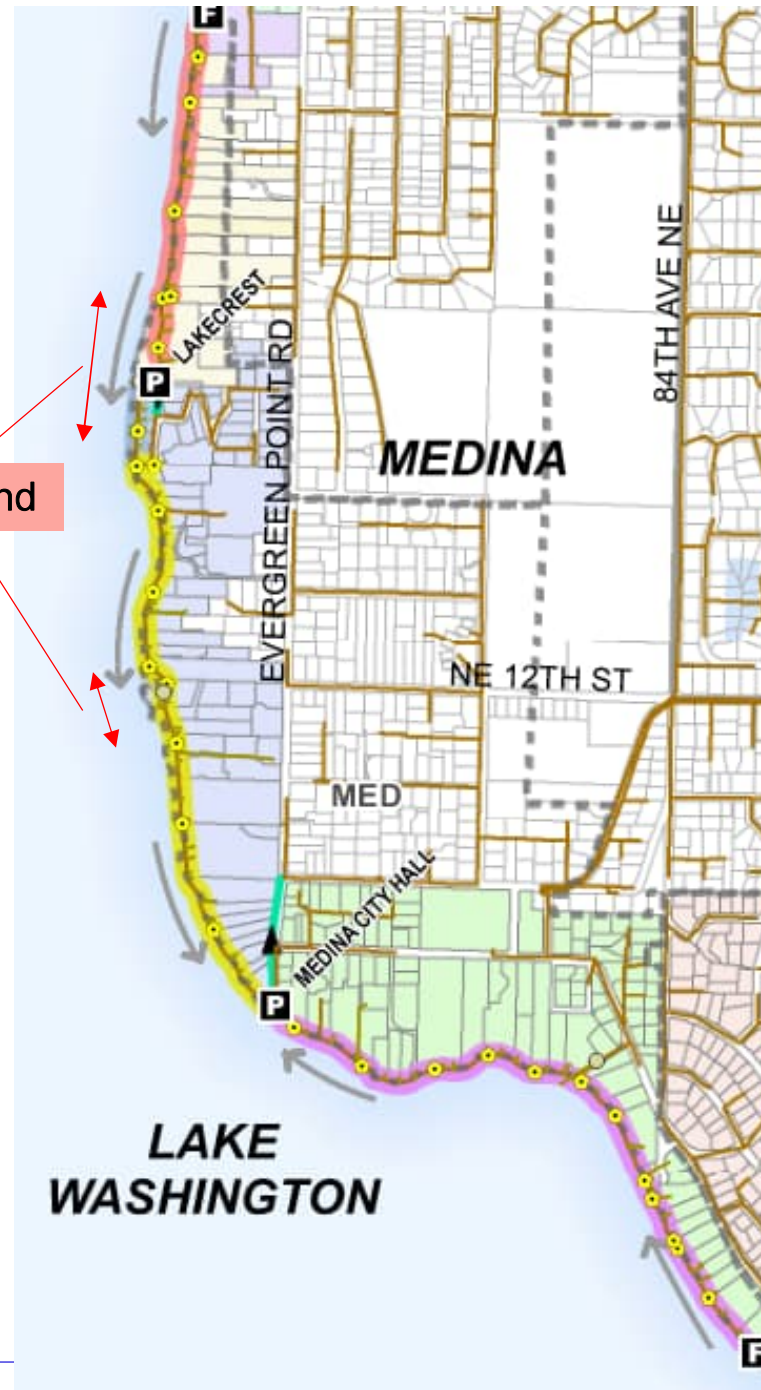 F
LAKECREST
84TH AVE NE
EVERGREEN POINT RD
P
MEDINA
nd
NE 12TH ST
MED
MEDINA CITY HALL
P
LAKE
WASHINGTON